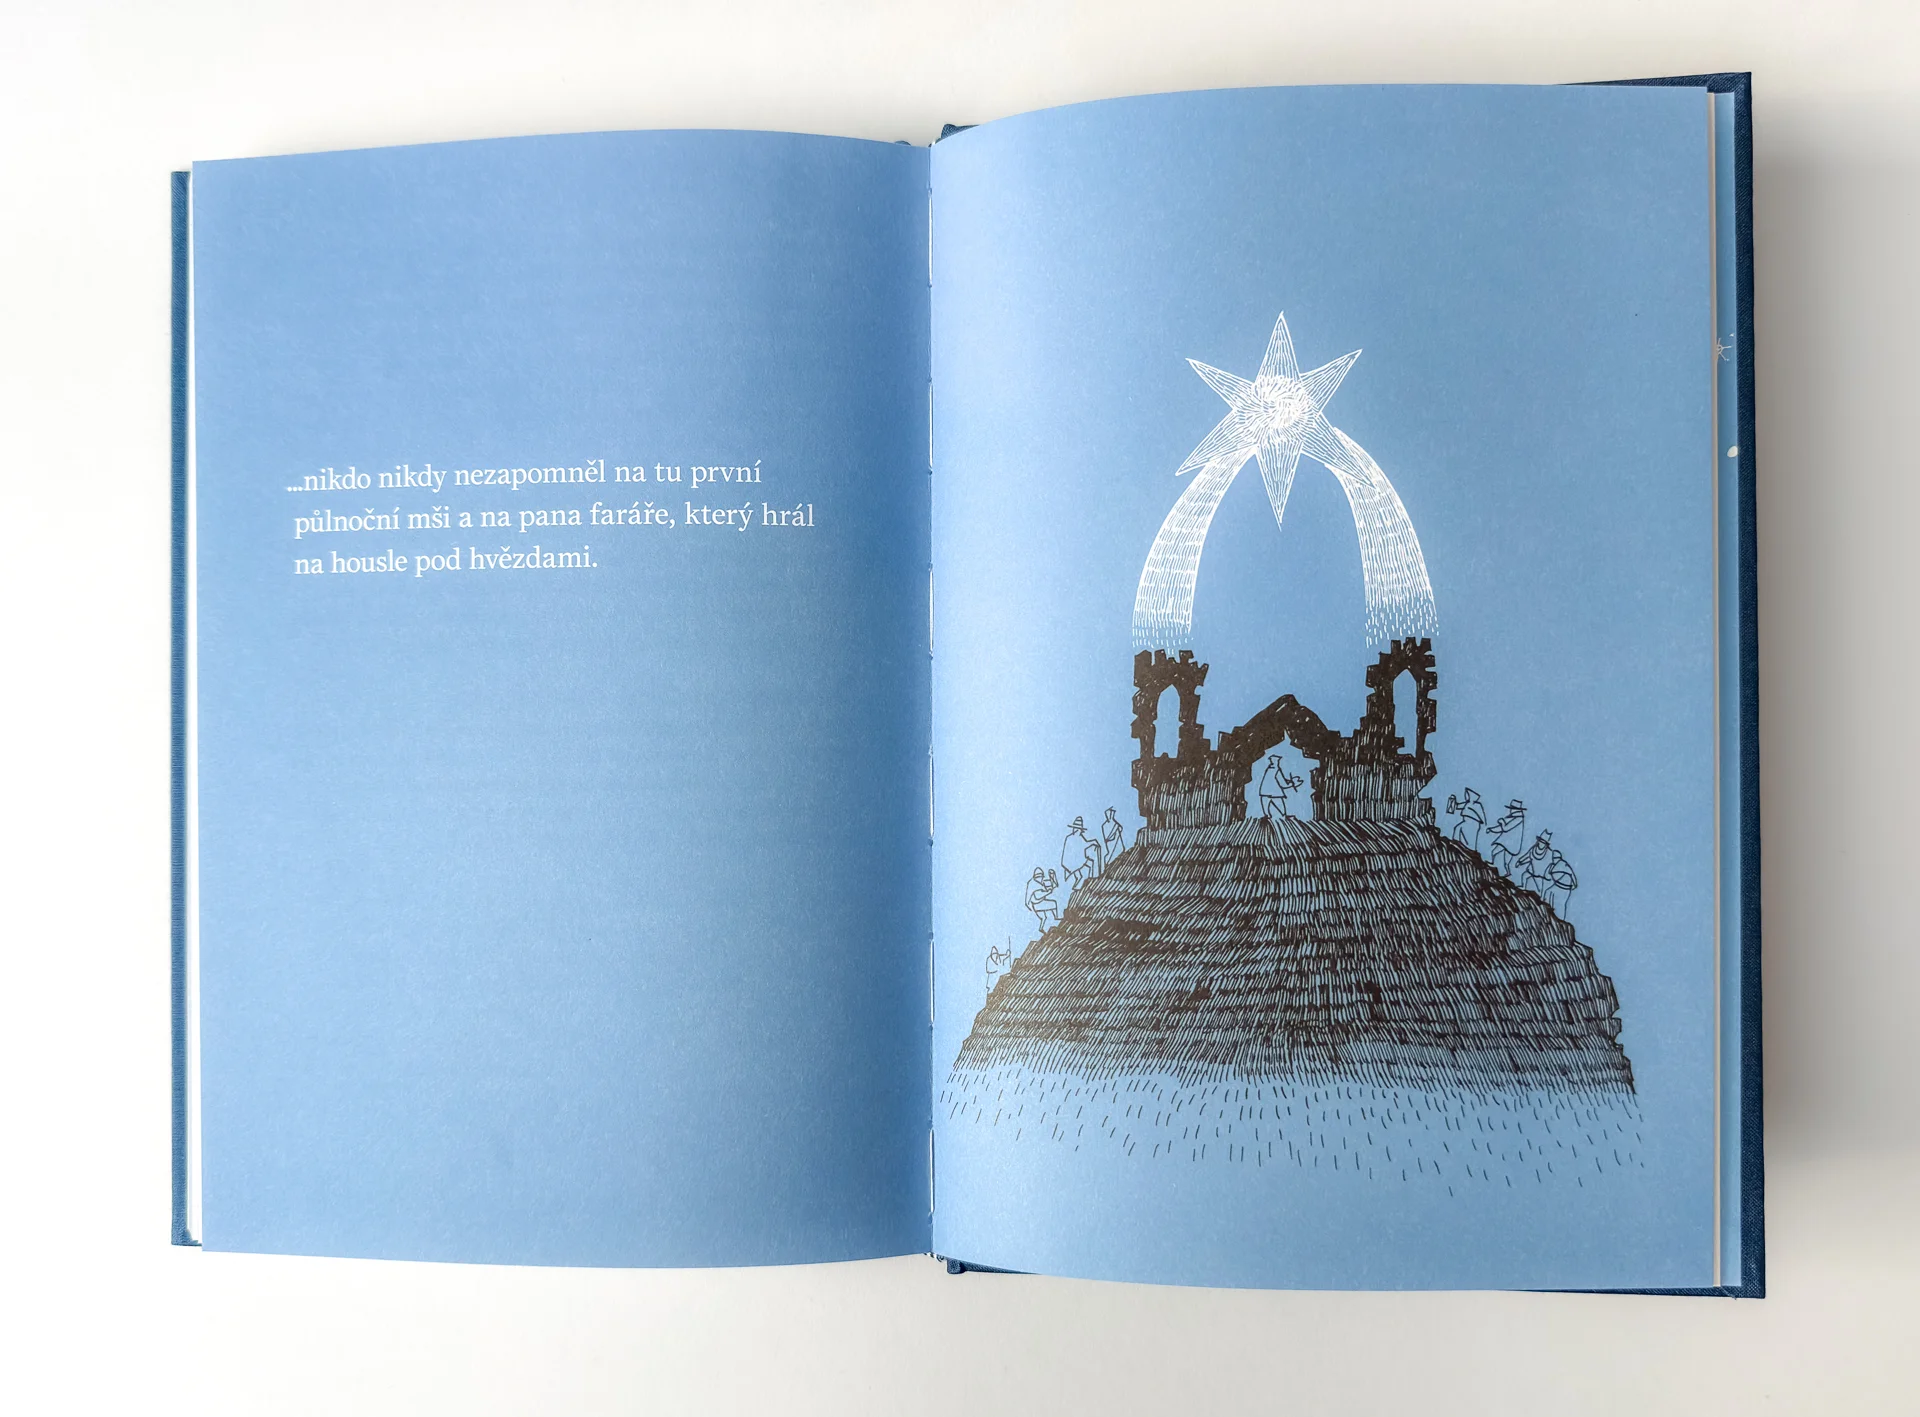 ...nikdo nikdy nezapomněl na tu první
půlnoční mši a na pana faráře, který hrál
na housle pod hvězdami.